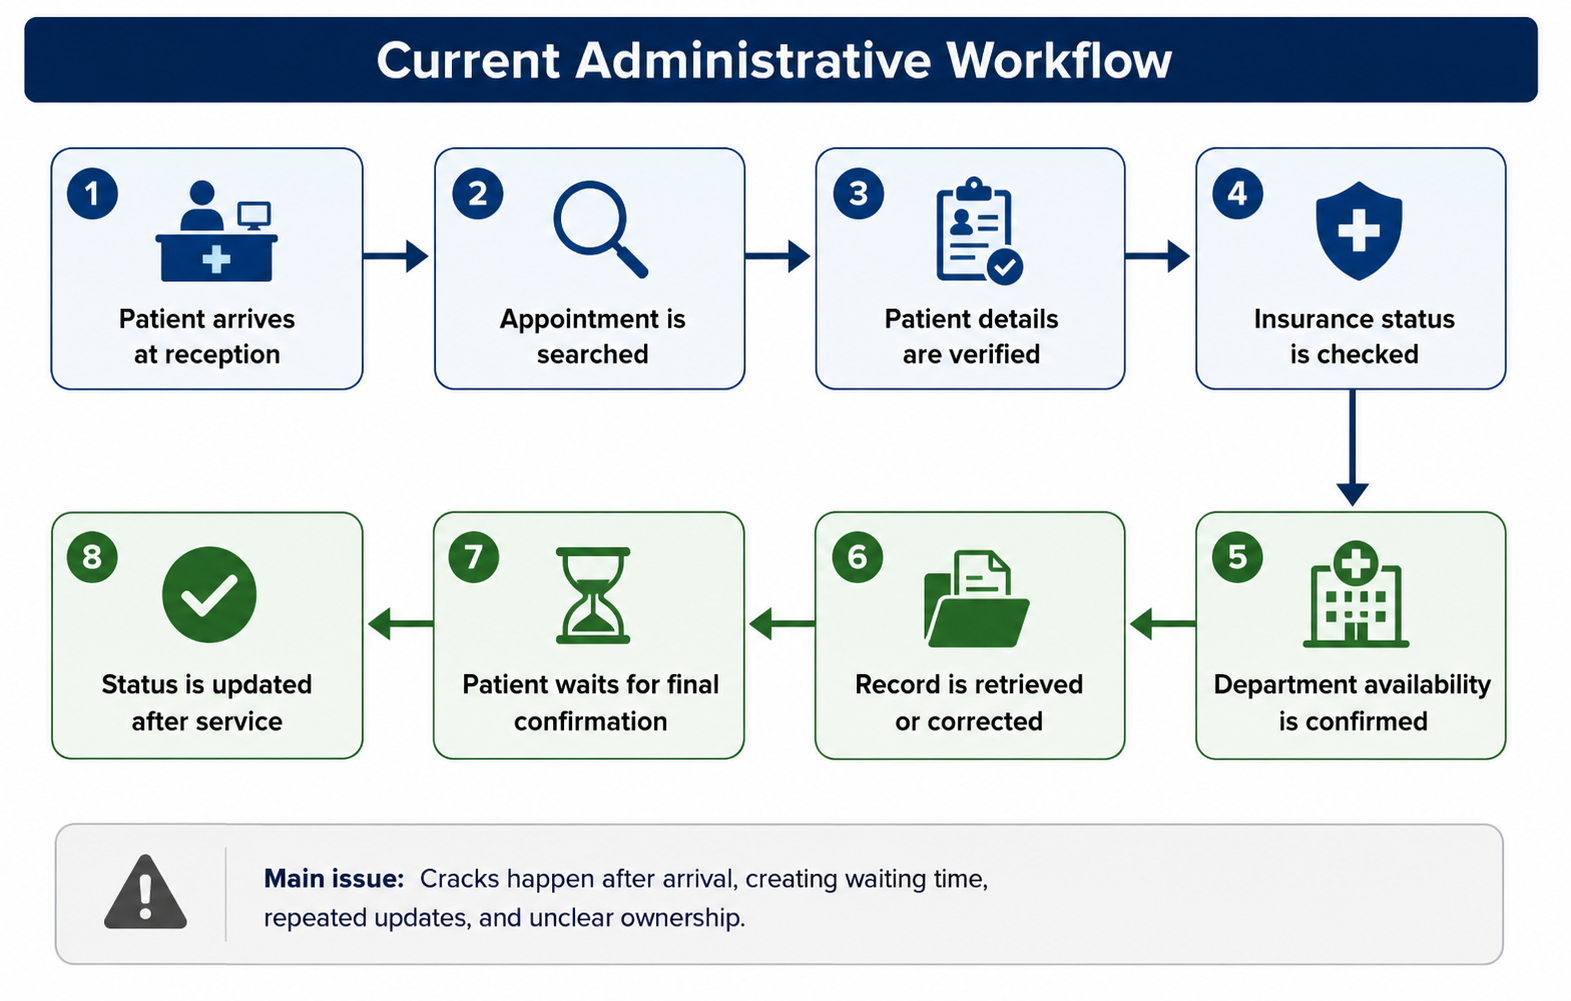 Current Administrative Workflow
1
Patient arrives
at reception
2
Appointment is
searched
3
Patient details
are verified
4
Insurance status
is checked
5
Department availability
is confirmed
6
Record is retrieved
or corrected
7
Patient waits for final
confirmation
8
Status is updated
after service
Main issue: Cracks happen after arrival, creating waiting time,
repeated updates, and unclear ownership.